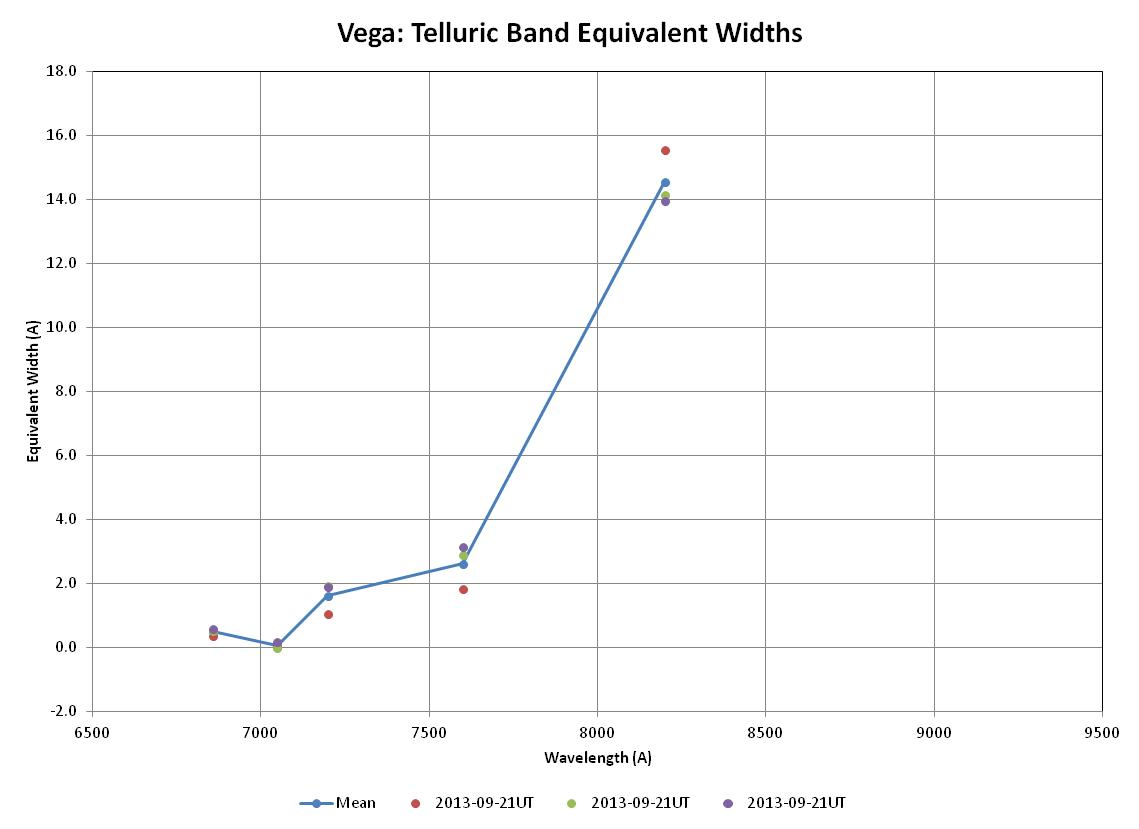 Vega: Telluric Band Equivalent Widths
18.0
16.0
14.0
12.0
10.0
8.0
6.0
4.0
2.0
0.0
-2.0
Equivalent Width (A)
6500 7000 7500 8000 8500 9000 9500
Wavelength (A)
Mean 2013-09-21UT 2013-09-21UT 2013-09-21UT